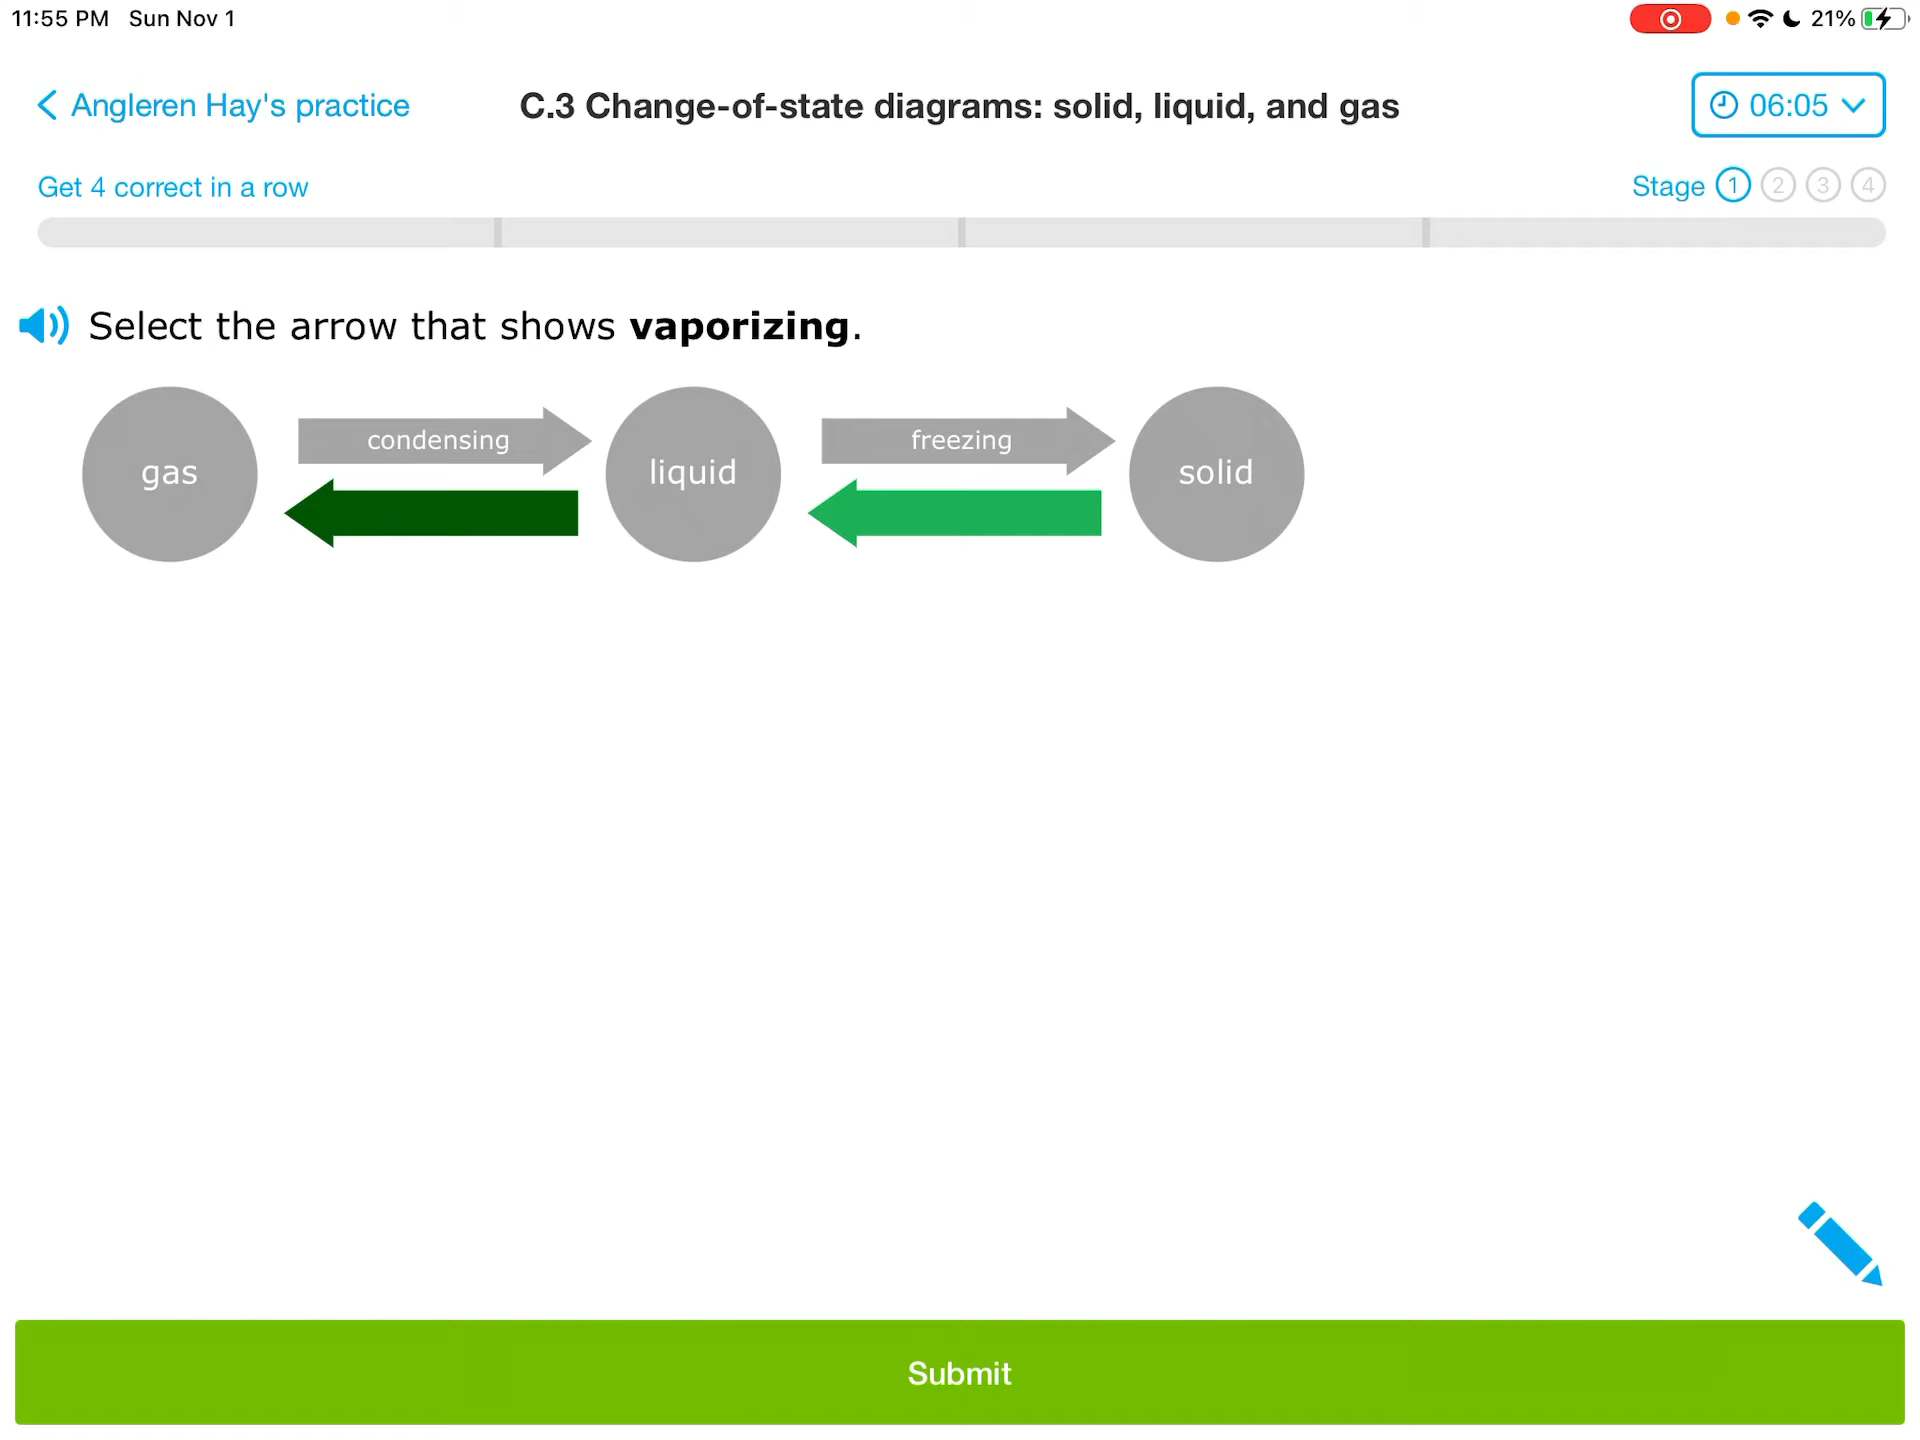 11:55 PM Sun Nov 1 21%
Angleren Hay's practice C.3 Change-of-state diagrams: solid, liquid, and gas 06:05
Get 4 correct in a row Stage 1 2 3 4
Select the arrow that shows vaporizing.
gas condensing liquid freezing solid
Submit